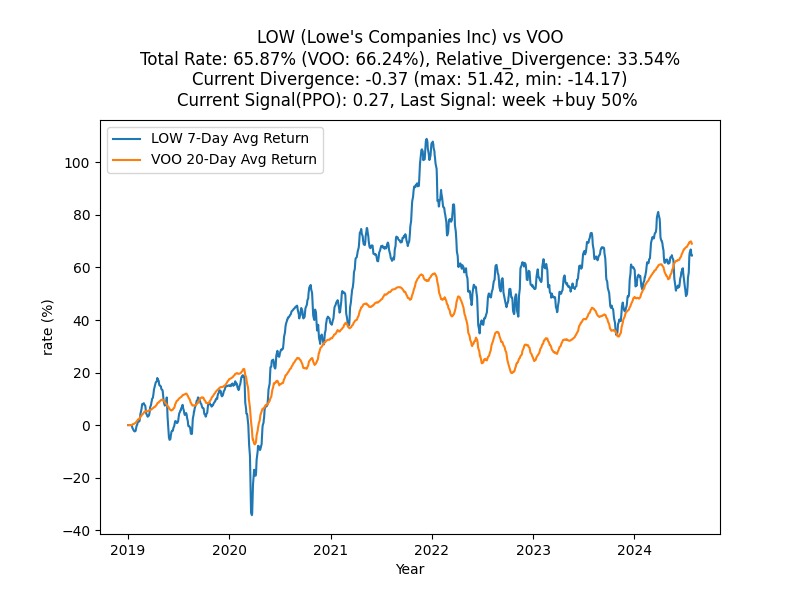 LOW (Lowe's Companies Inc) vs VOO
Total Rate: 65.87% (VOO: 66.24%), Relative_Divergence: 33.54%
Current Divergence: -0.37 (max: 51.42, min: -14.17)
Current Signal(PPO): 0.27, Last Signal: week +buy 50%
LOW 7-Day Avg Return
VOO 20-Day Avg Return
rate (%)
100
80
60
40
20
0
−20
−40
2019 2020 2021 2022 2023 2024
Year